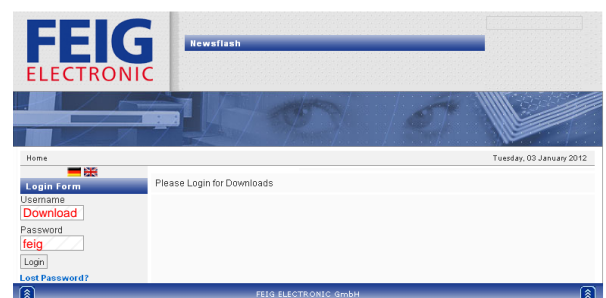 FEIG
ELECTRONIC
Newsflash
Home
Tuesday, 03 January 2012
Login Form
Please Login for Downloads
Username
Download
Password
feig
Login
Lost Password?
FEIG ELECTRONIC GmbH